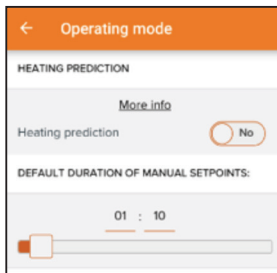 Operating mode
HEATING PREDICTION
More info
Heating prediction No
DEFAULT DURATION OF MANUAL SETPOINTS:
01 : 10